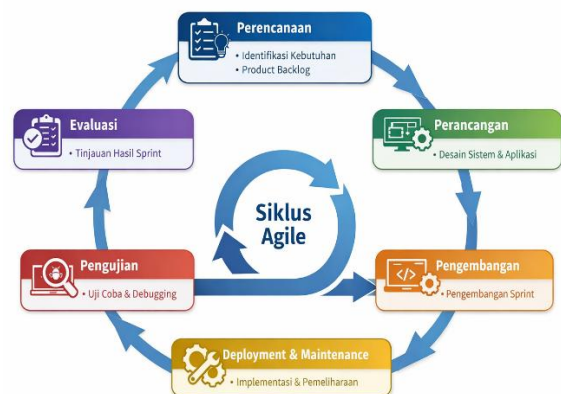 Perencanaan
• Identifikasi Kebutuhan
• Product Backlog
Evaluasi
• Tinjauan Hasil Sprint
Perancangan
• Desain Sistem & Aplikasi
Siklus
Agile
Pengujian
• Uji Coba & Debugging
Pengembangan
</>
• Pengembangan Sprint
Deployment & Maintenance
• Implementasi & Pemeliharaan